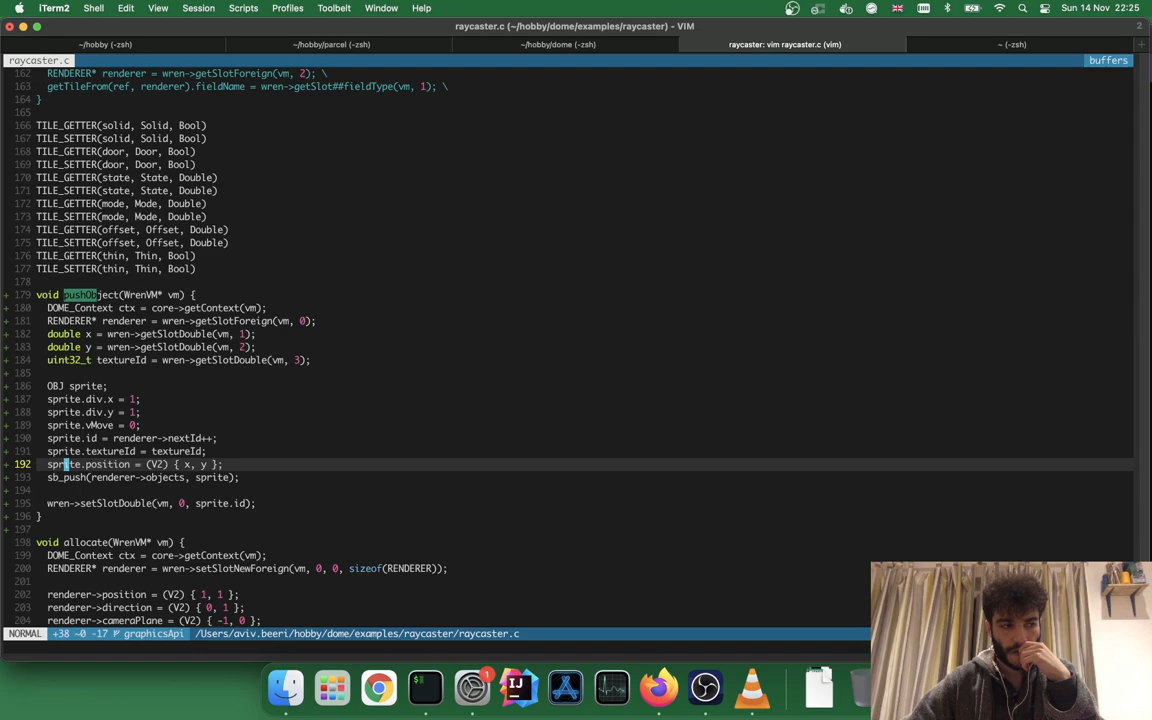 iTerm2 Shell Edit View Session Scripts Profiles Toolbelt Window Help Sun 14 Nov 22:25
raycaster.c (~/hobby/dome/examples/raycaster) - VIM 2
~/hobby (-zsh) ~/hobby/parcel (-zsh) ~/hobby/dome (-zsh) raycaster: vim raycaster.c (vim) ~ (-zsh)
raycaster.c buffers
162 RENDERER* renderer = wren->getSlotForeign(vm, 2); \
163 getTileFrom(ref, renderer).fieldName = wren->getSlot##fieldType(vm, 1); \
164 }
165
166 TILE_GETTER(solid, Solid, Bool)
167 TILE_SETTER(solid, Solid, Bool)
168 TILE_GETTER(door, Door, Bool)
169 TILE_SETTER(door, Door, Bool)
170 TILE_GETTER(state, State, Double)
171 TILE_SETTER(state, State, Double)
172 TILE_GETTER(mode, Mode, Double)
173 TILE_SETTER(mode, Mode, Double)
174 TILE_GETTER(offset, Offset, Double)
175 TILE_SETTER(offset, Offset, Double)
176 TILE_GETTER(thin, Thin, Bool)
177 TILE_SETTER(thin, Thin, Bool)
178
+ 179 void pushObject(WrenVM* vm) {
+ 180 DOME_Context ctx = core->getContext(vm);
+ 181 RENDERER* renderer = wren->getSlotForeign(vm, 0);
+ 182 double x = wren->getSlotDouble(vm, 1);
+ 183 double y = wren->getSlotDouble(vm, 2);
+ 184 uint32_t textureId = wren->getSlotDouble(vm, 3);
+ 185
+ 186 OBJ sprite;
+ 187 sprite.div.x = 1;
+ 188 sprite.div.y = 1;
+ 189 sprite.vMove = 0;
+ 190 sprite.id = renderer->nextId++;
+ 191 sprite.textureId = textureId;
+ 192 sprite.position = (V2) { x, y };
+ 193 sb_push(renderer->objects, sprite);
+ 194
+ 195 wren->setSlotDouble(vm, 0, sprite.id);
+ 196 }
+ 197
198 void allocate(WrenVM* vm) {
199 DOME_Context ctx = core->getContext(vm);
200 RENDERER* renderer = wren->setSlotNewForeign(vm, 0, 0, sizeof(RENDERER));
201
202 renderer->position = (V2) { 1, 1 };
203 renderer->direction = (V2) { 0, 1 };
204 renderer->cameraPlane = (V2) { -1, 0 };
NORMAL +38 ~0 -17 graphicsApi /Users/aviv.beeri/hobby/dome/examples/raycaster/raycaster.c
1